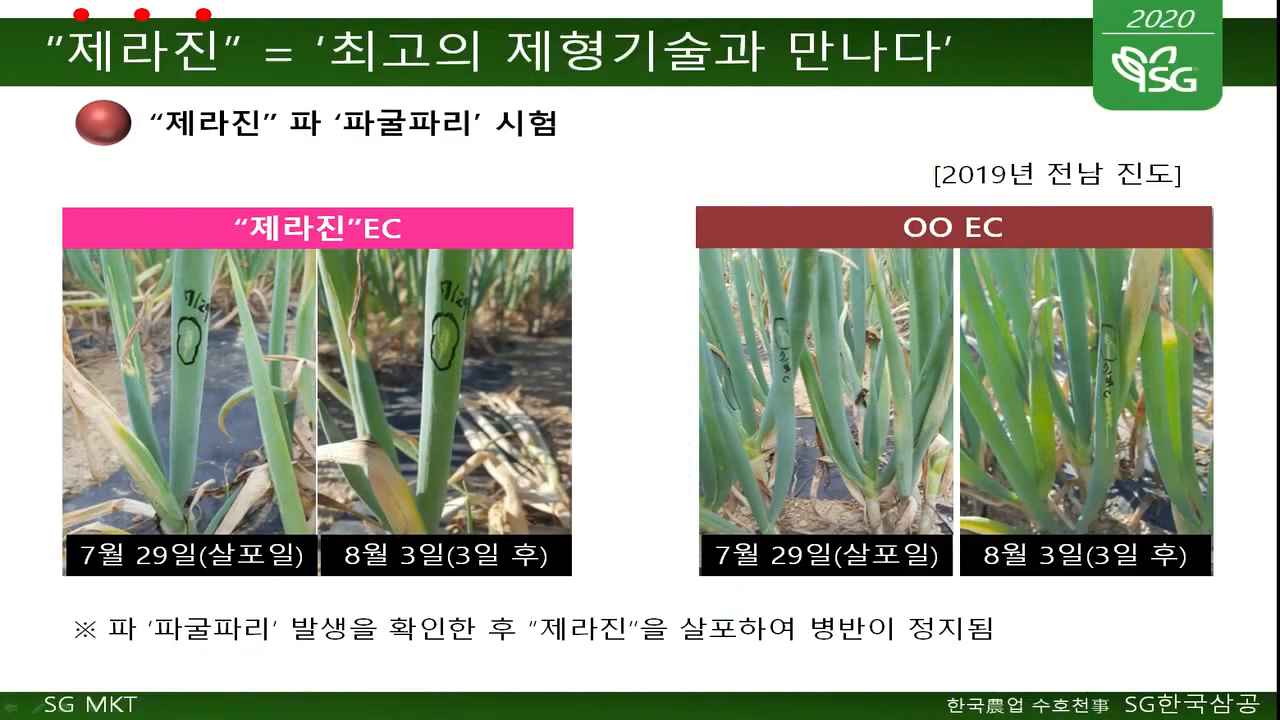 2020
"제라진" = '최고의 제형기술과 만나다'
SG
"제라진" 파 '파굴파리' 시험
[2019년 전남 진도]
"제라진"EC
OO EC
7/29
7월 29일(살포일)
8월 3일(3일 후)
7월 29일(살포일)
8월 3일(3일 후)
※ 파 '파굴파리' 발생을 확인한 후 "제라진"을 살포하여 병반이 정지됨
SG MKT
한국農업 수호천事 SG한국삼공